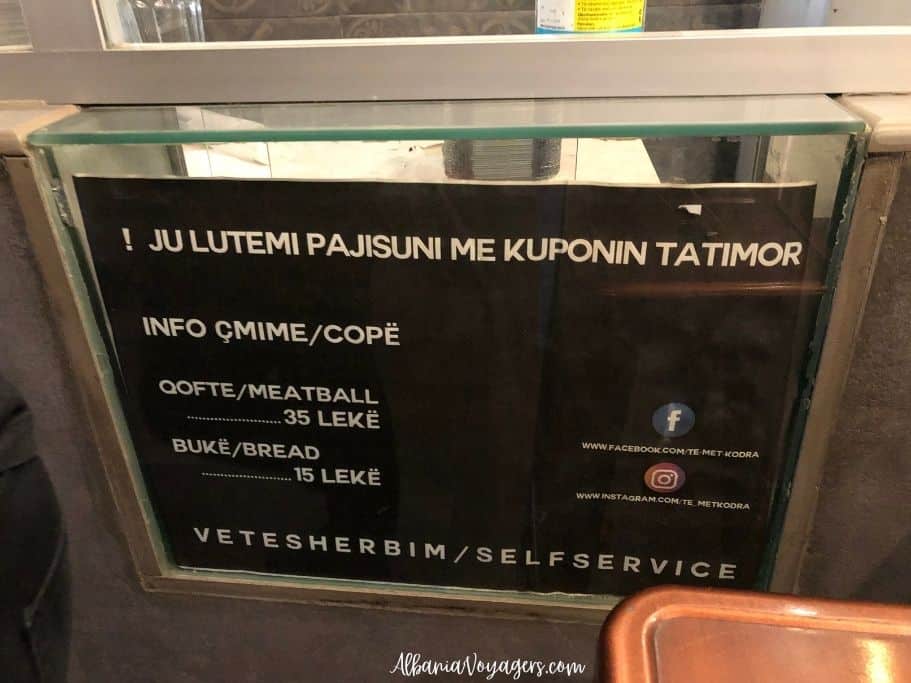 ! JU LUTEMI PAJISUNI ME KUPONIN TATIMOR
INFO ÇMIME/COPË
QOFTE/MEATBALL
.......................35 LEKË
BUKË/BREAD
......................15 LEKË
WWW.FACEBOOK.COM/TE-MET-KODRA
WWW.INSTAGRAM.COM/TE_METKODRA
VETESHERBIM/SELFSERVICE
AlbaniaVoyagers.com